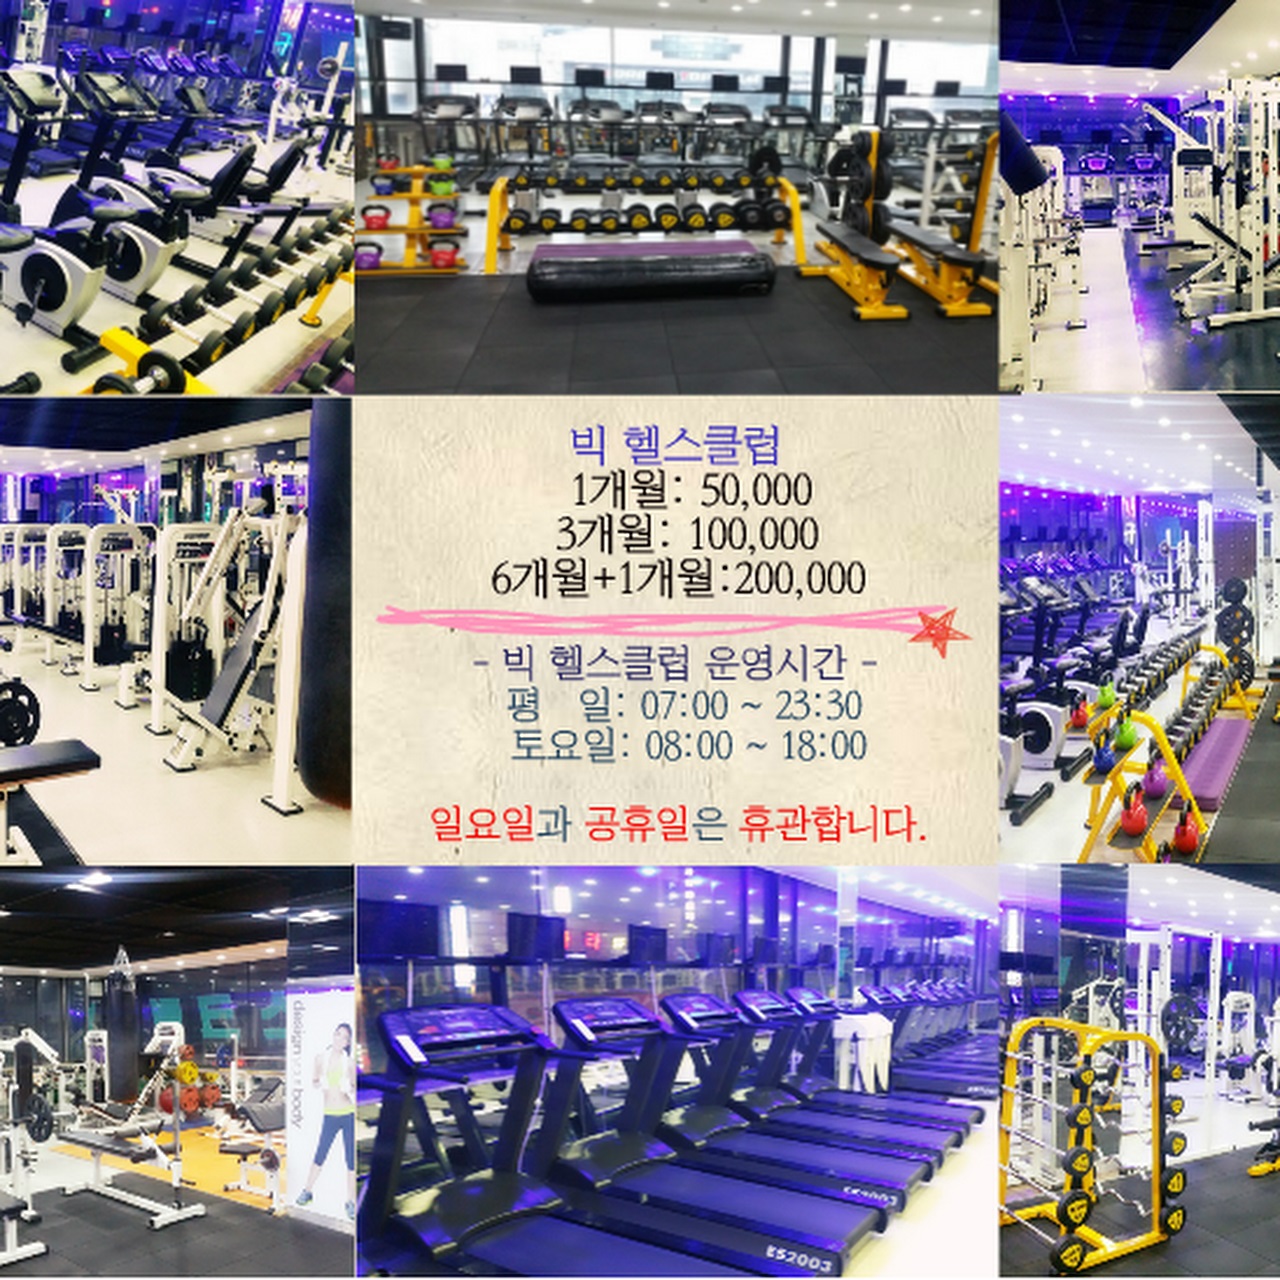 빅 헬스클럽
1개월: 50,000
3개월: 100,000
6개월+1개월:200,000
- 빅 헬스클럽 운영시간 -
평 일: 07:00 ~ 23:30
토요일: 08:00 ~ 18:00
일요일과 공휴일은 휴관합니다.
design your body
ES2003